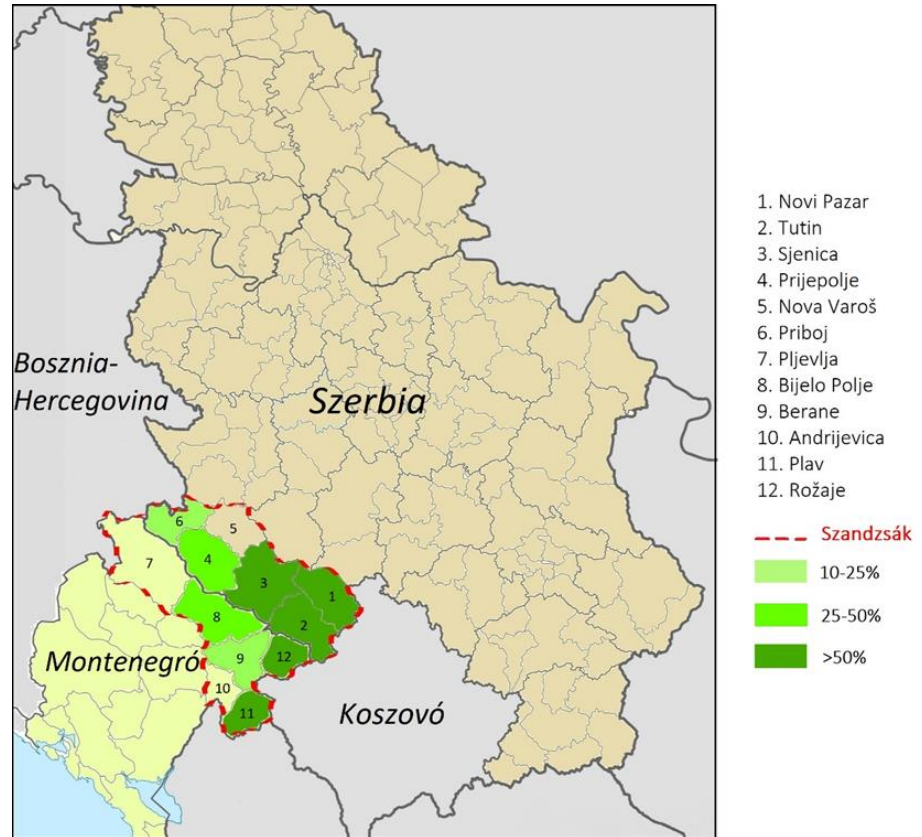 Bosznia-
Hercegovina
Szerbia
Montenegró
Koszovó
6
5
7
4
3
1
8
2
9
12
10
11
1. Novi Pazar
2. Tutin
3. Sjenica
4. Prijepolje
5. Nova Varoš
6. Priboj
7. Pljevlja
8. Bijelo Polje
9. Berane
10. Andrijevica
11. Plav
12. Rožaje
Szandzsák
10-25%
25-50%
>50%